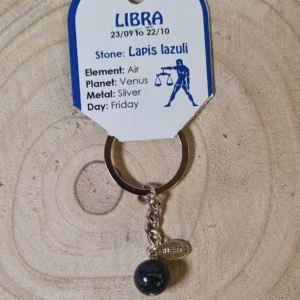 LIBRA
23/09 to 22/10
Stone: Lapis lazuli
Element: Air
Planet: Venus
Metal: Silver
Day: Friday